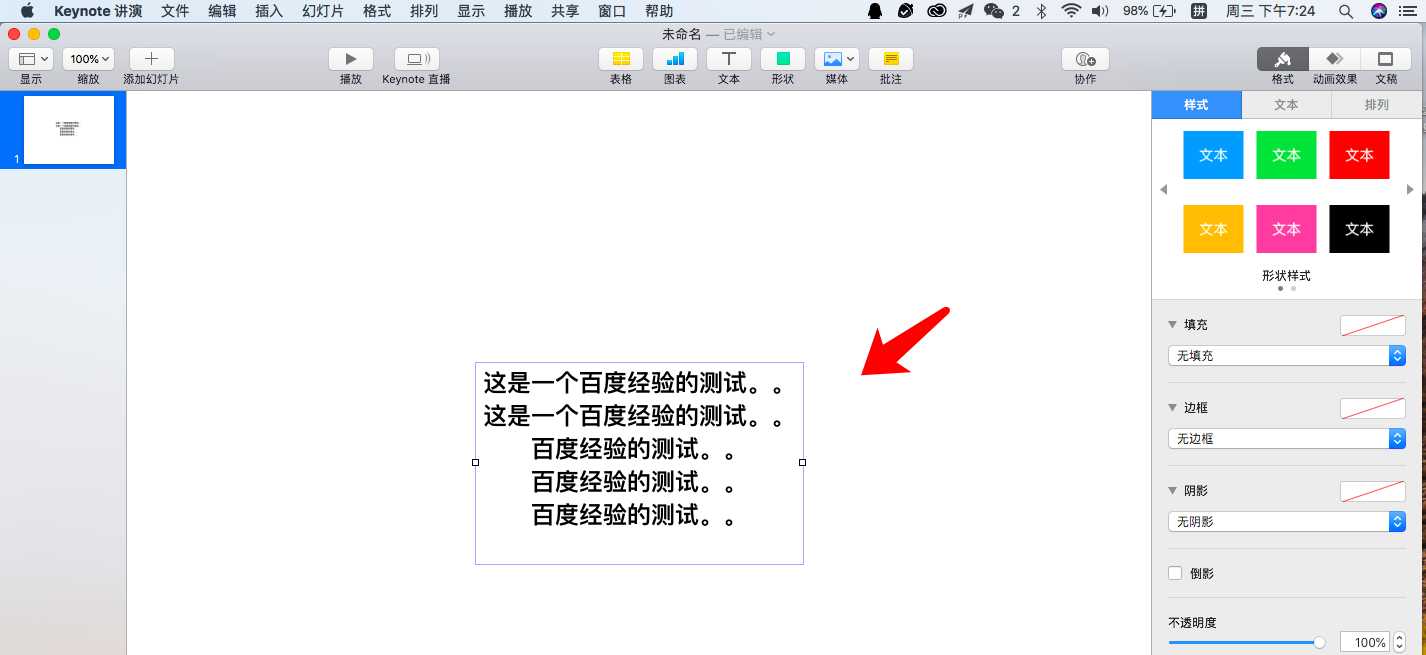 Keynote 讲演 文件 编辑 插入 幻灯片 格式 排列 显示 播放 共享 窗口 帮助 2 98% 拼 周三 下午7:24
未命名 — 已编辑
100%
显示 缩放 添加幻灯片 播放 Keynote 直播 表格 图表 文本 形状 媒体 批注 协作 格式 动画效果 文稿
样式 文本 排列
1
文本 文本 文本
文本 文本 文本
形状样式
填充
无填充
边框
无边框
阴影
无阴影
倒影
不透明度
100%
这是一个百度经验的测试。。
这是一个百度经验的测试。。
百度经验的测试。。
百度经验的测试。。
百度经验的测试。。